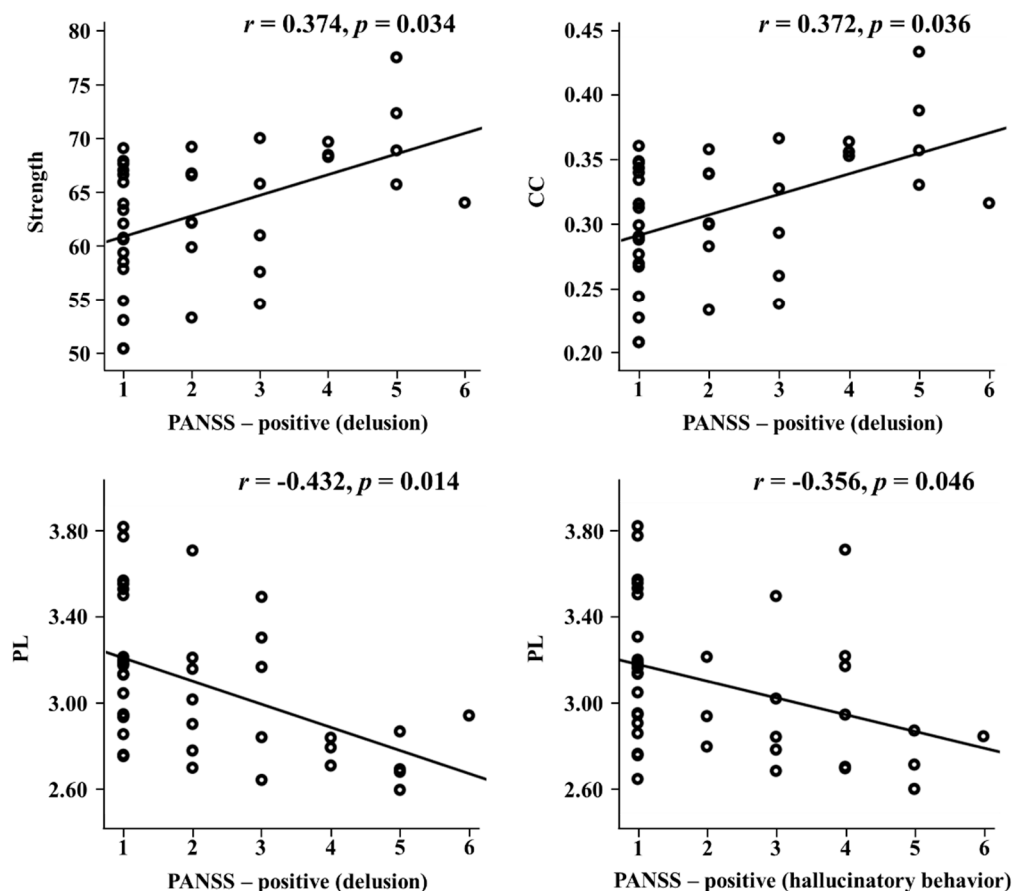 r = 0.374, p = 0.034
80
75
70
65
60
55
50
Strength
1 2 3 4 5 6
PANSS – positive (delusion)
r = 0.372, p = 0.036
0.45
0.40
0.35
0.30
0.25
0.20
CC
1 2 3 4 5 6
PANSS – positive (delusion)
r = -0.432, p = 0.014
3.80
3.40
3.00
2.60
PL
1 2 3 4 5 6
PANSS – positive (delusion)
r = -0.356, p = 0.046
3.80
3.40
3.00
2.60
PL
1 2 3 4 5 6
PANSS – positive (hallucinatory behavior)